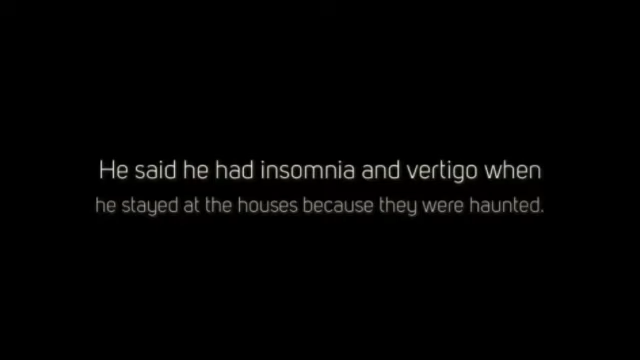 He said he had insomnia and vertigo when
he stayed at the houses because they were haunted.